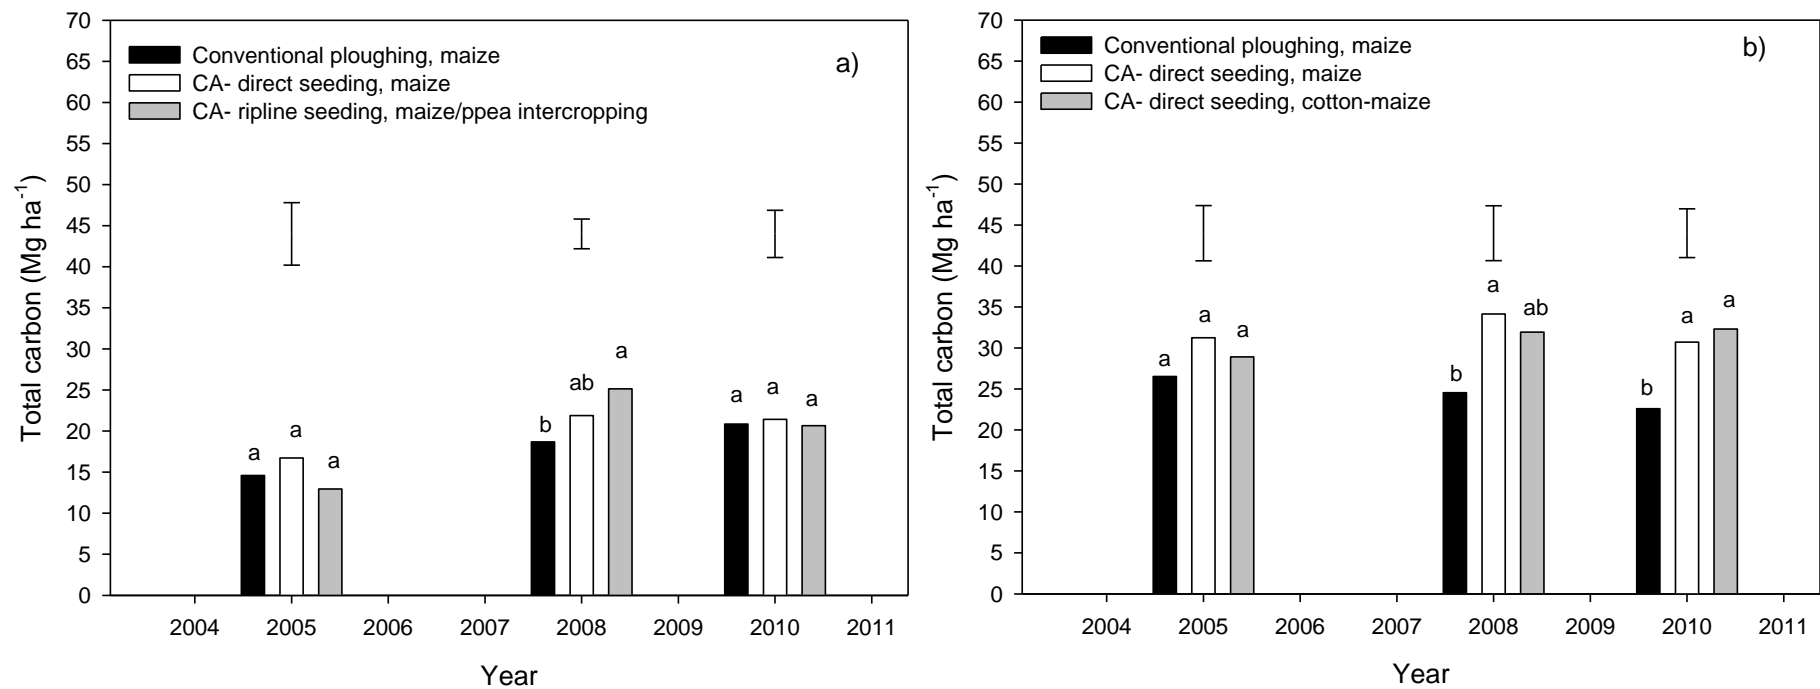 a)
Conventional ploughing, maize
CA- direct seeding, maize
CA- ripline seeding, maize/ppea intercropping
Total carbon (Mg ha⁻¹)
70
65
60
55
50
45
40
35
30
25
20
15
10
5
0
a a a
b ab a
a a a
2004 2005 2006 2007 2008 2009 2010 2011
Year
b)
Conventional ploughing, maize
CA- direct seeding, maize
CA- direct seeding, cotton-maize
Total carbon (Mg ha⁻¹)
70
65
60
55
50
45
40
35
30
25
20
15
10
5
0
a a a
b a ab
b a a
2004 2005 2006 2007 2008 2009 2010 2011
Year